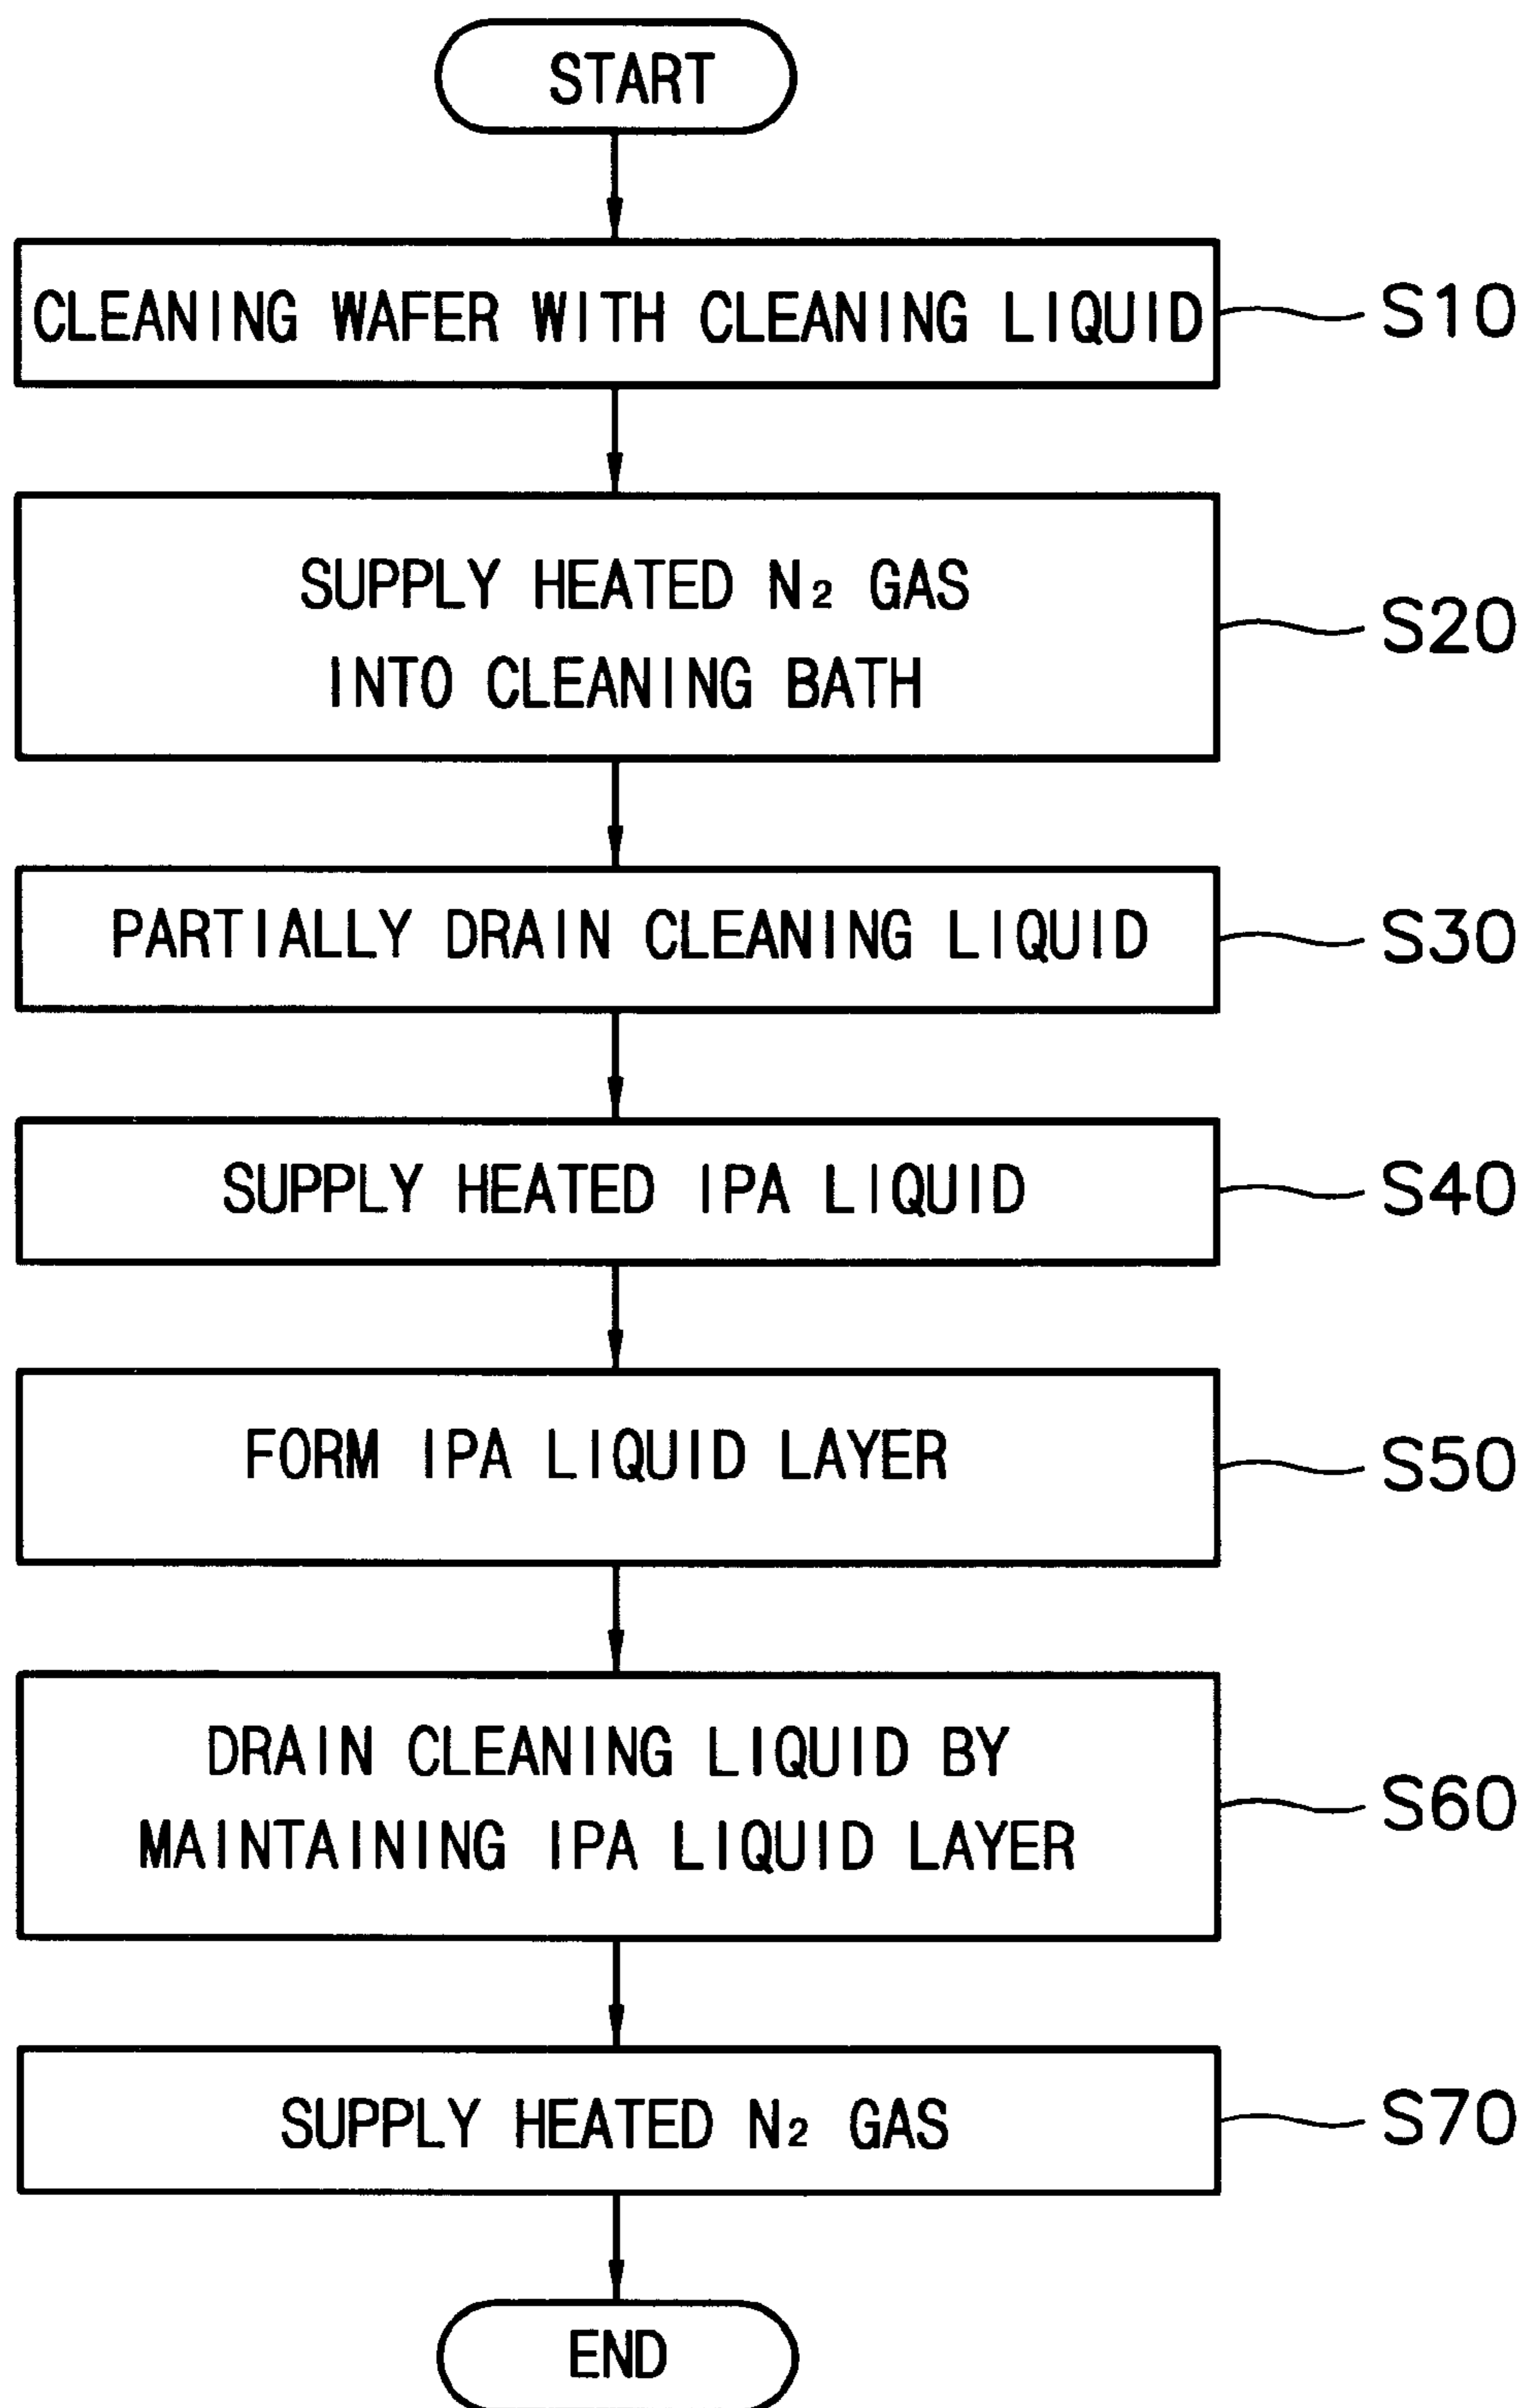 START
CLEANING WAFER WITH CLEANING LIQUID
S10
SUPPLY HEATED N₂ GAS
INTO CLEANING BATH
S20
PARTIALLY DRAIN CLEANING LIQUID
S30
SUPPLY HEATED IPA LIQUID
S40
FORM IPA LIQUID LAYER
S50
DRAIN CLEANING LIQUID BY
MAINTAINING IPA LIQUID LAYER
S60
SUPPLY HEATED N₂ GAS
S70
END